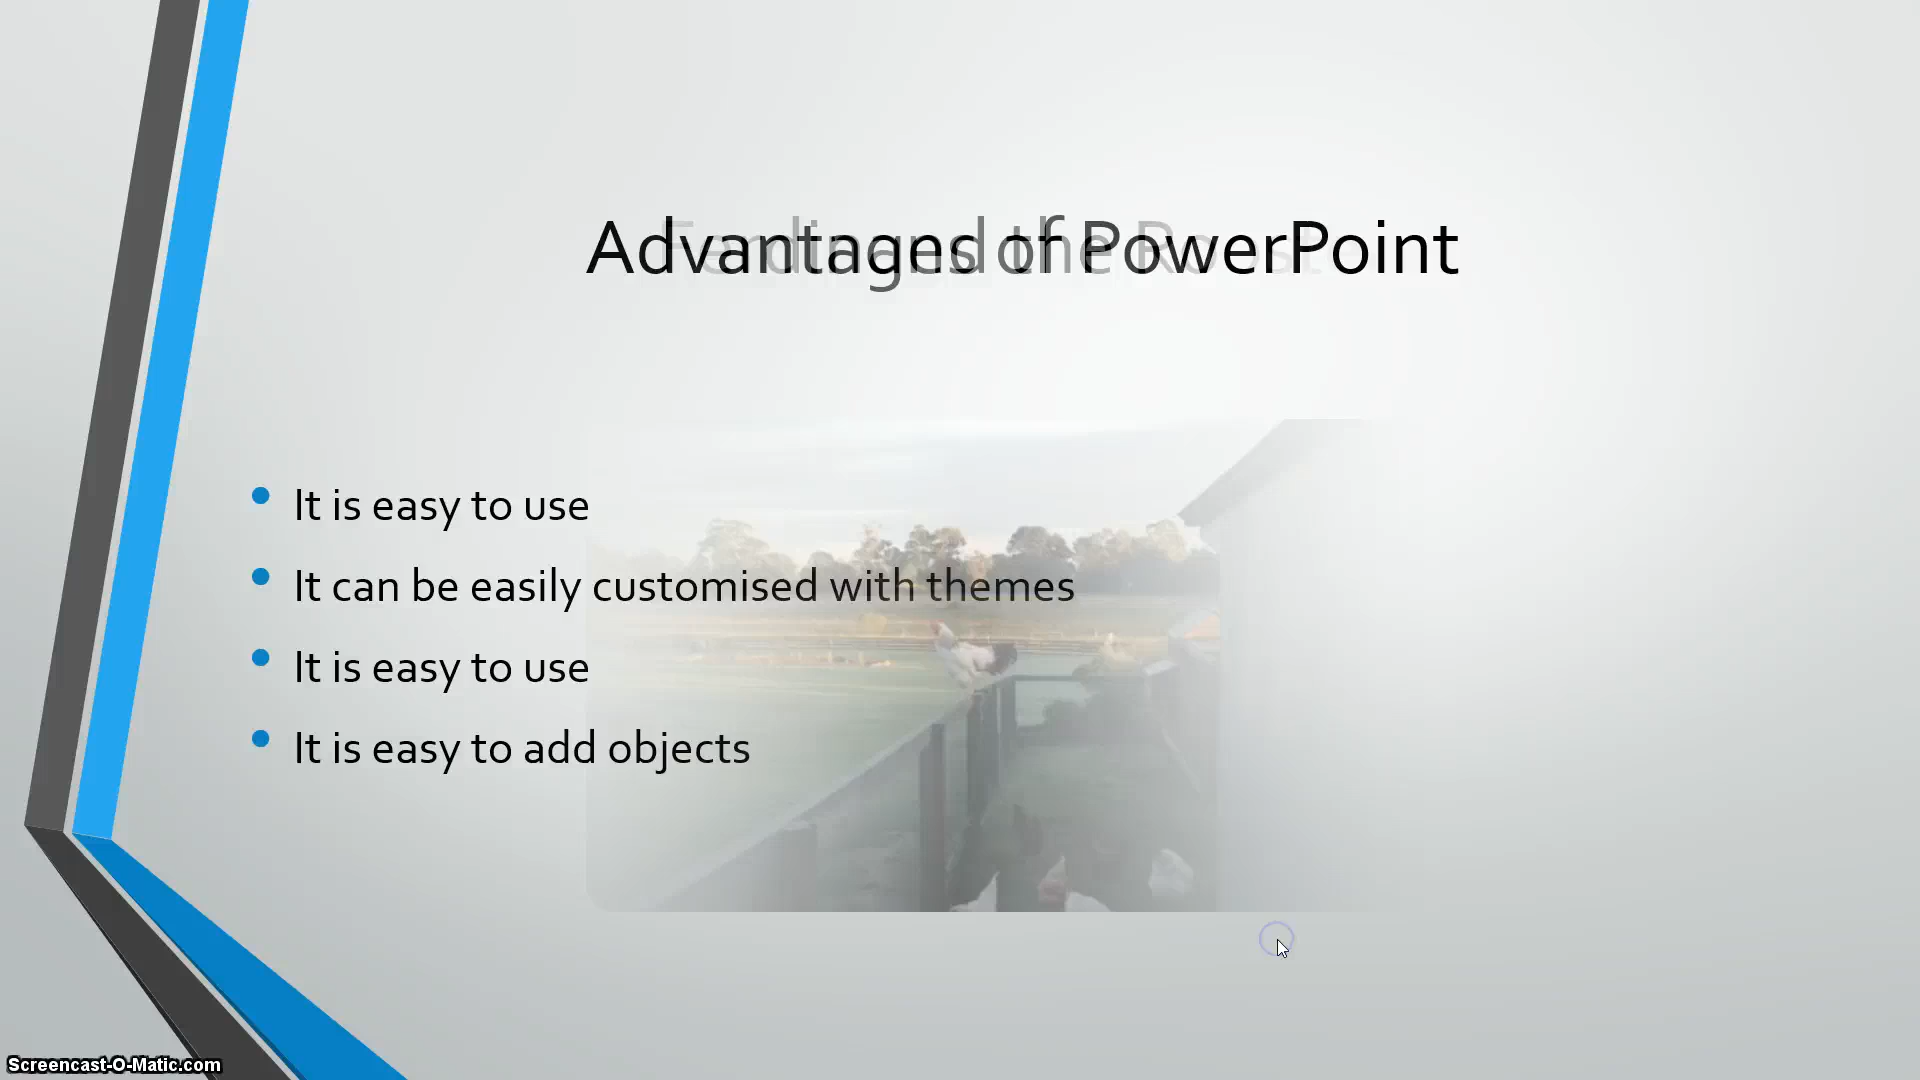 Advantages of PowerPoint
It is easy to use
It can be easily customised with themes
It is easy to use
It is easy to add objects
Screencast-O-Matic.com